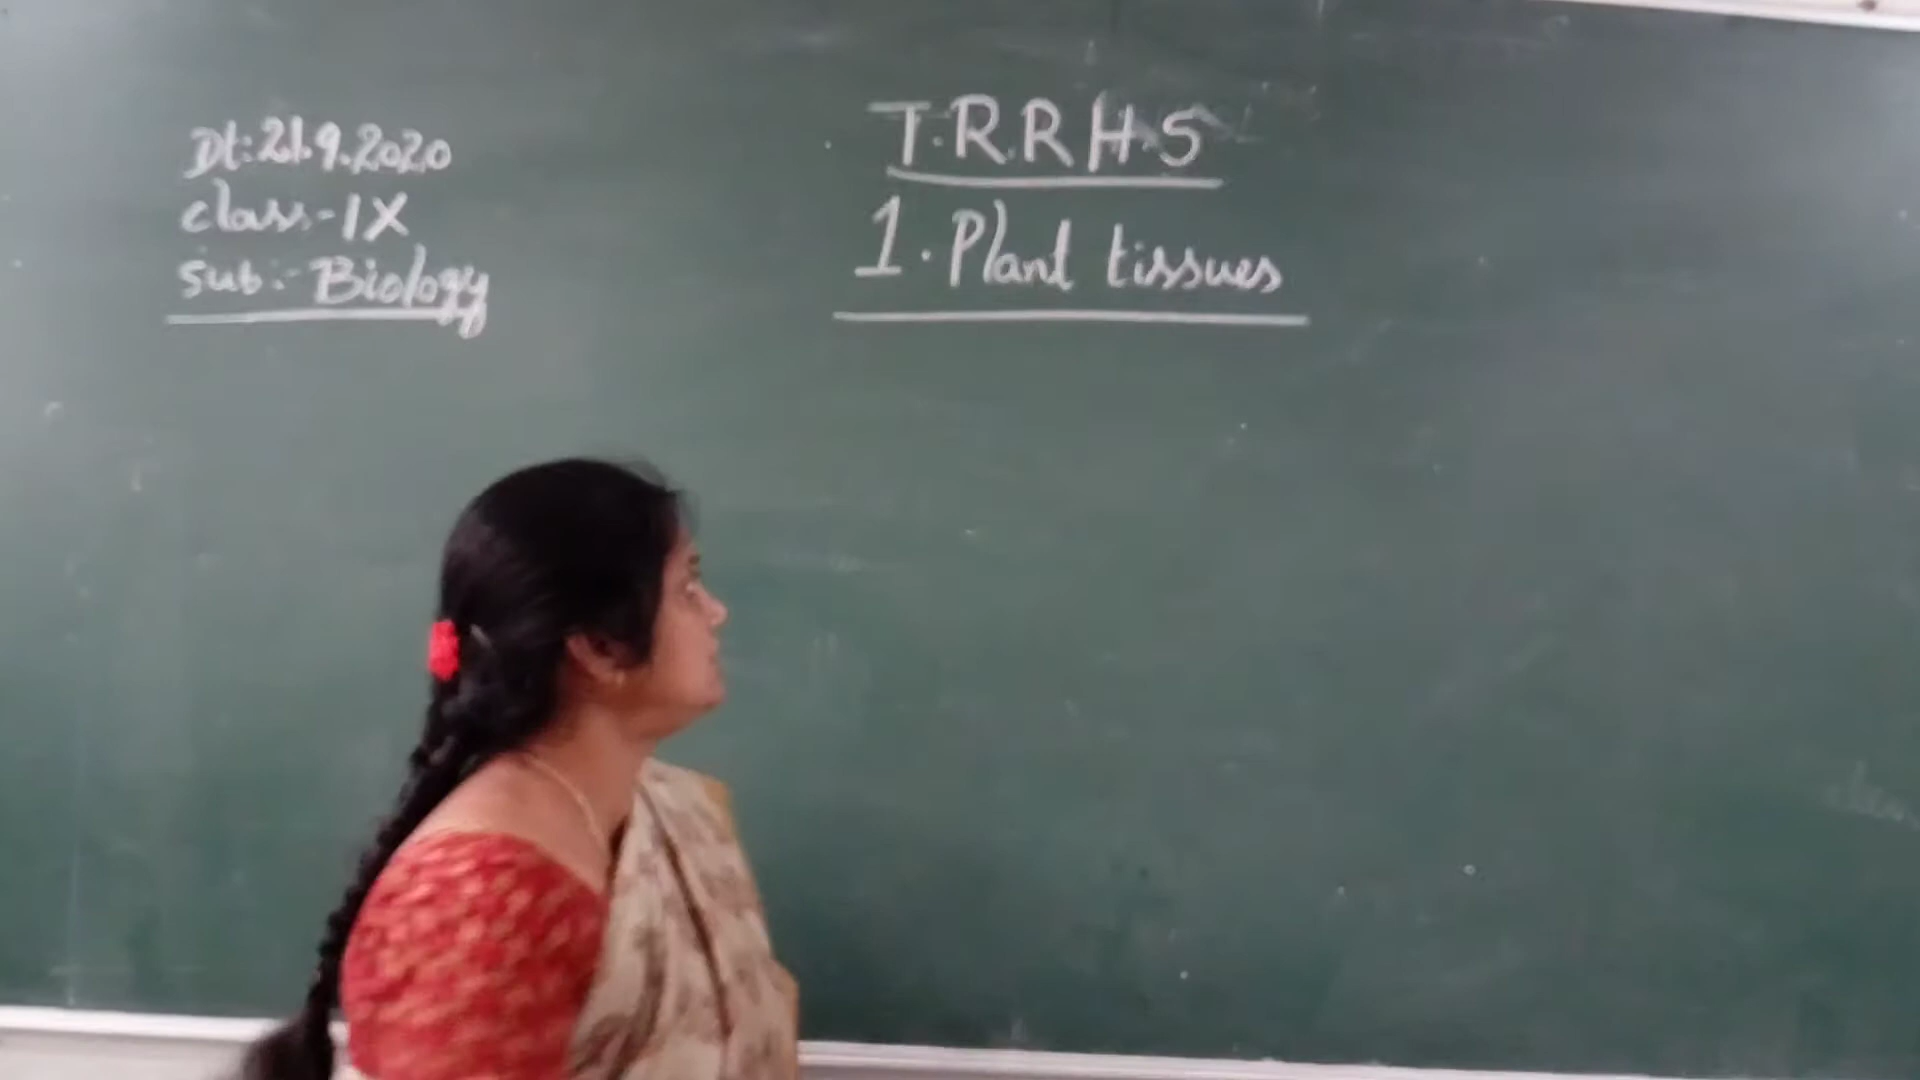 Dt:21.9.2020
class:-IX
sub:-Biology
T.R.R.H.S
1.Plant tissues